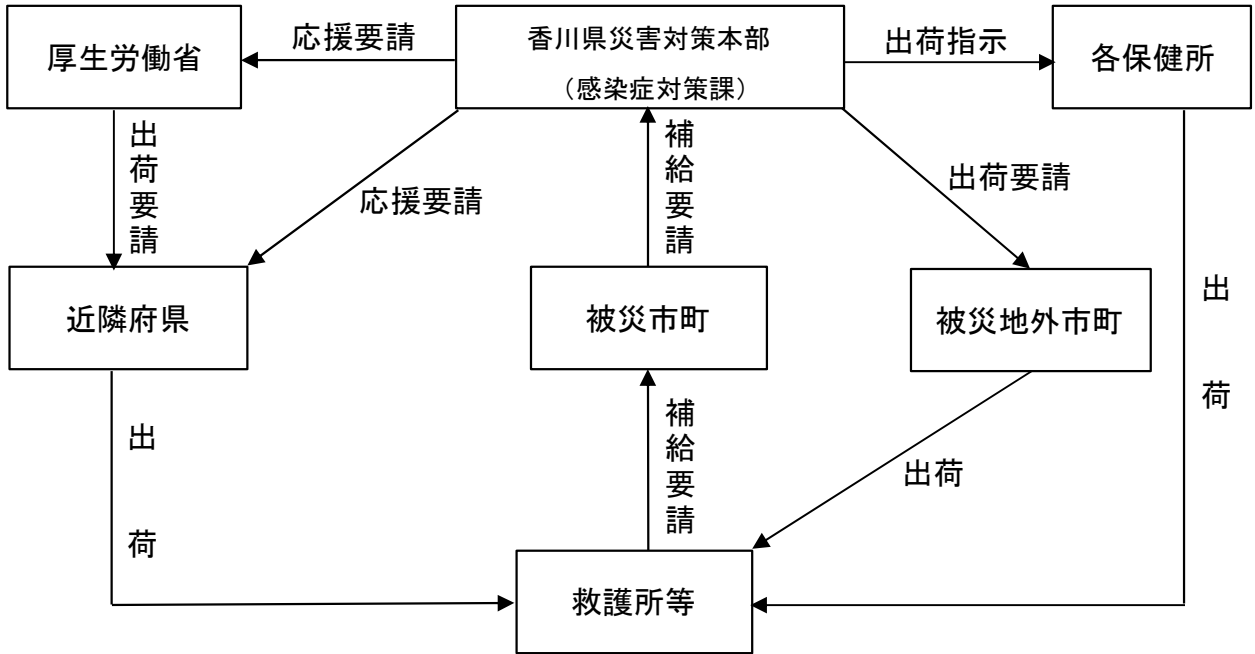 厚生労働省
応援要請
香川県災害対策本部
（感染症対策課）
出荷指示
各保健所
出荷要請
応援要請
補給要請
出荷要請
近隣府県
被災市町
被災地外市町
出荷
出荷
補給要請
出荷
救護所等